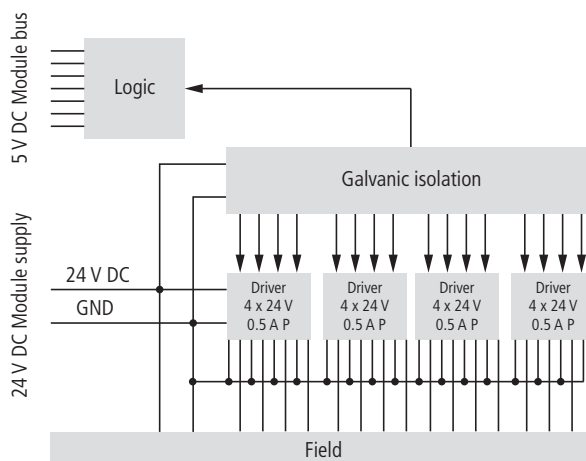 5 V DC Module bus
Logic
Galvanic isolation
24 V DC Module supply
24 V DC
GND
Driver
4 x 24 V
0.5 A P
Driver
4 x 24 V
0.5 A P
Driver
4 x 24 V
0.5 A P
Driver
4 x 24 V
0.5 A P
Field